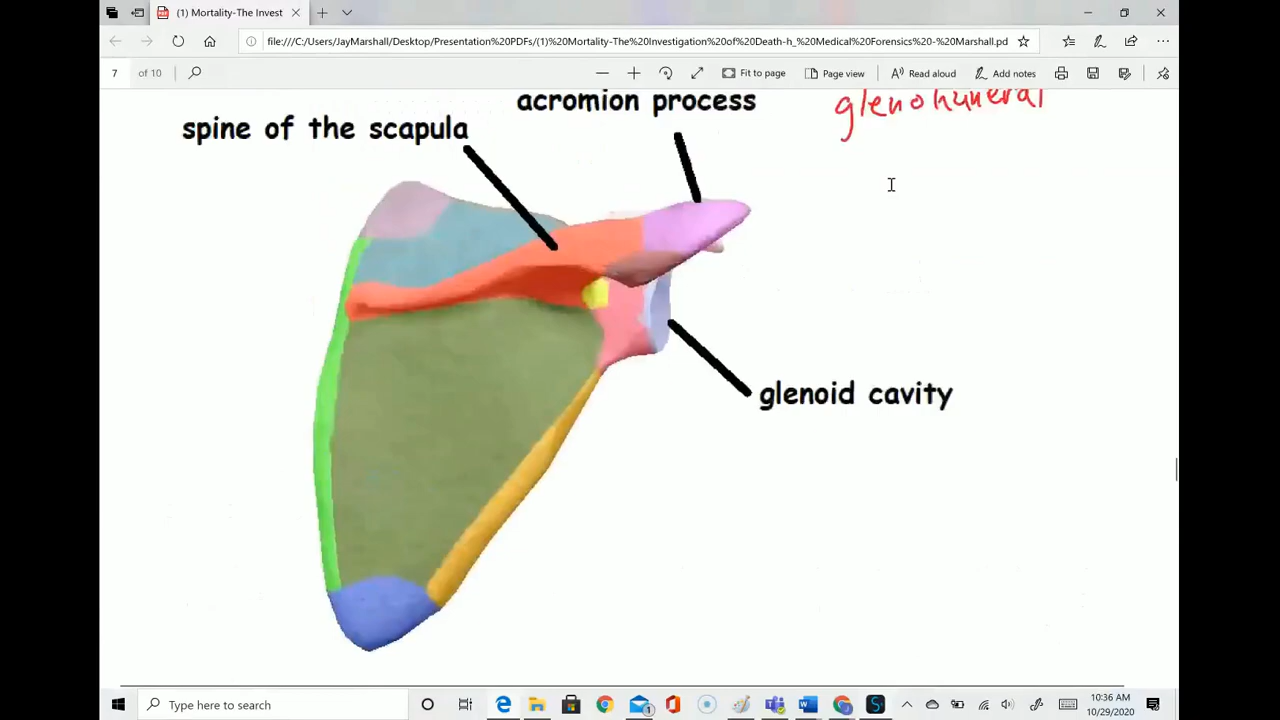 (1) Mortality-The Invest
file:///C:/Users/JayMarshall/Desktop/Presentation%20PDFs/(1)%20Mortality-The%20Investigation%20of%20Death-h_%20Medical%20Forensics%20-%20Marshall.pd
7 of 10 Fit to page Page view Read aloud Add notes
acromion process
glenohumeral
spine of the scapula
glenoid cavity
Type here to search
10:36 AM
10/29/2020